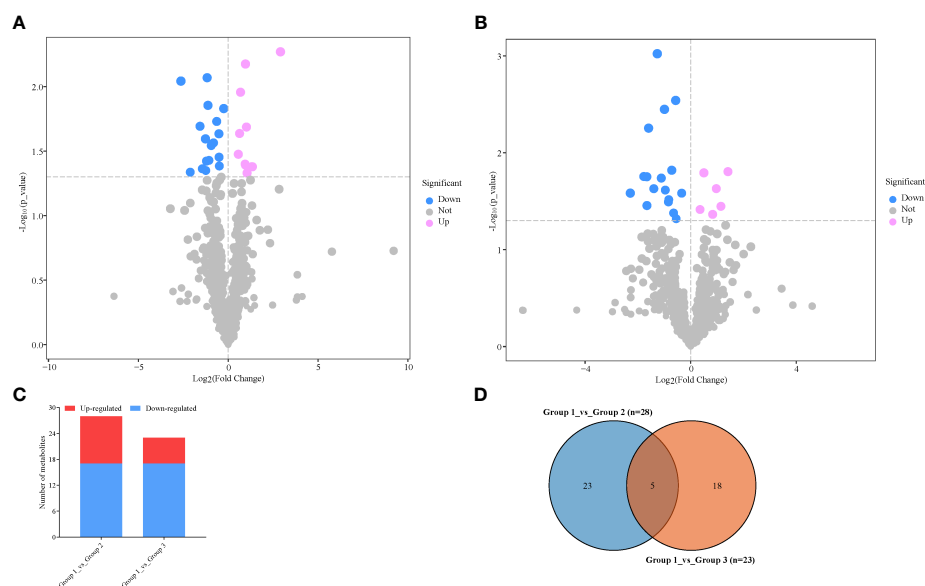 A
2.0
1.5
1.0
0.5
0.0
-Log10 (p_value)
-10
-5
0
5
10
Log2(Fold Change)
Significant
Down
Not
Up
B
3
2
1
0
-Log10 (p_value)
-4
0
4
Log2(Fold Change)
Significant
Down
Not
Up
C
Up-regulated Down-regulated
30
24
18
12
6
0
Number of metabolities
Group 1_vs_Group 2
Group 1_vs_Group 3
D
Group 1_vs_Group 2 (n=28)
23 5 18
Group 1_vs_Group 3 (n=23)